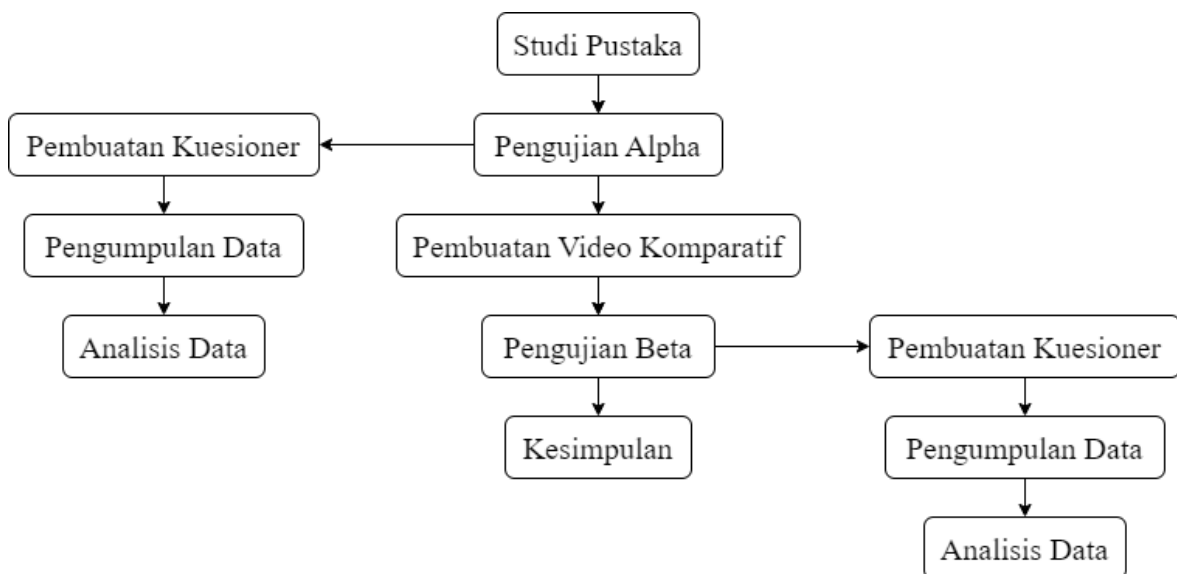 Studi Pustaka
Pembuatan Kuesioner
Pengujian Alpha
Pengumpulan Data
Pembuatan Video Komparatif
Analisis Data
Pengujian Beta
Pembuatan Kuesioner
Kesimpulan
Pengumpulan Data
Analisis Data